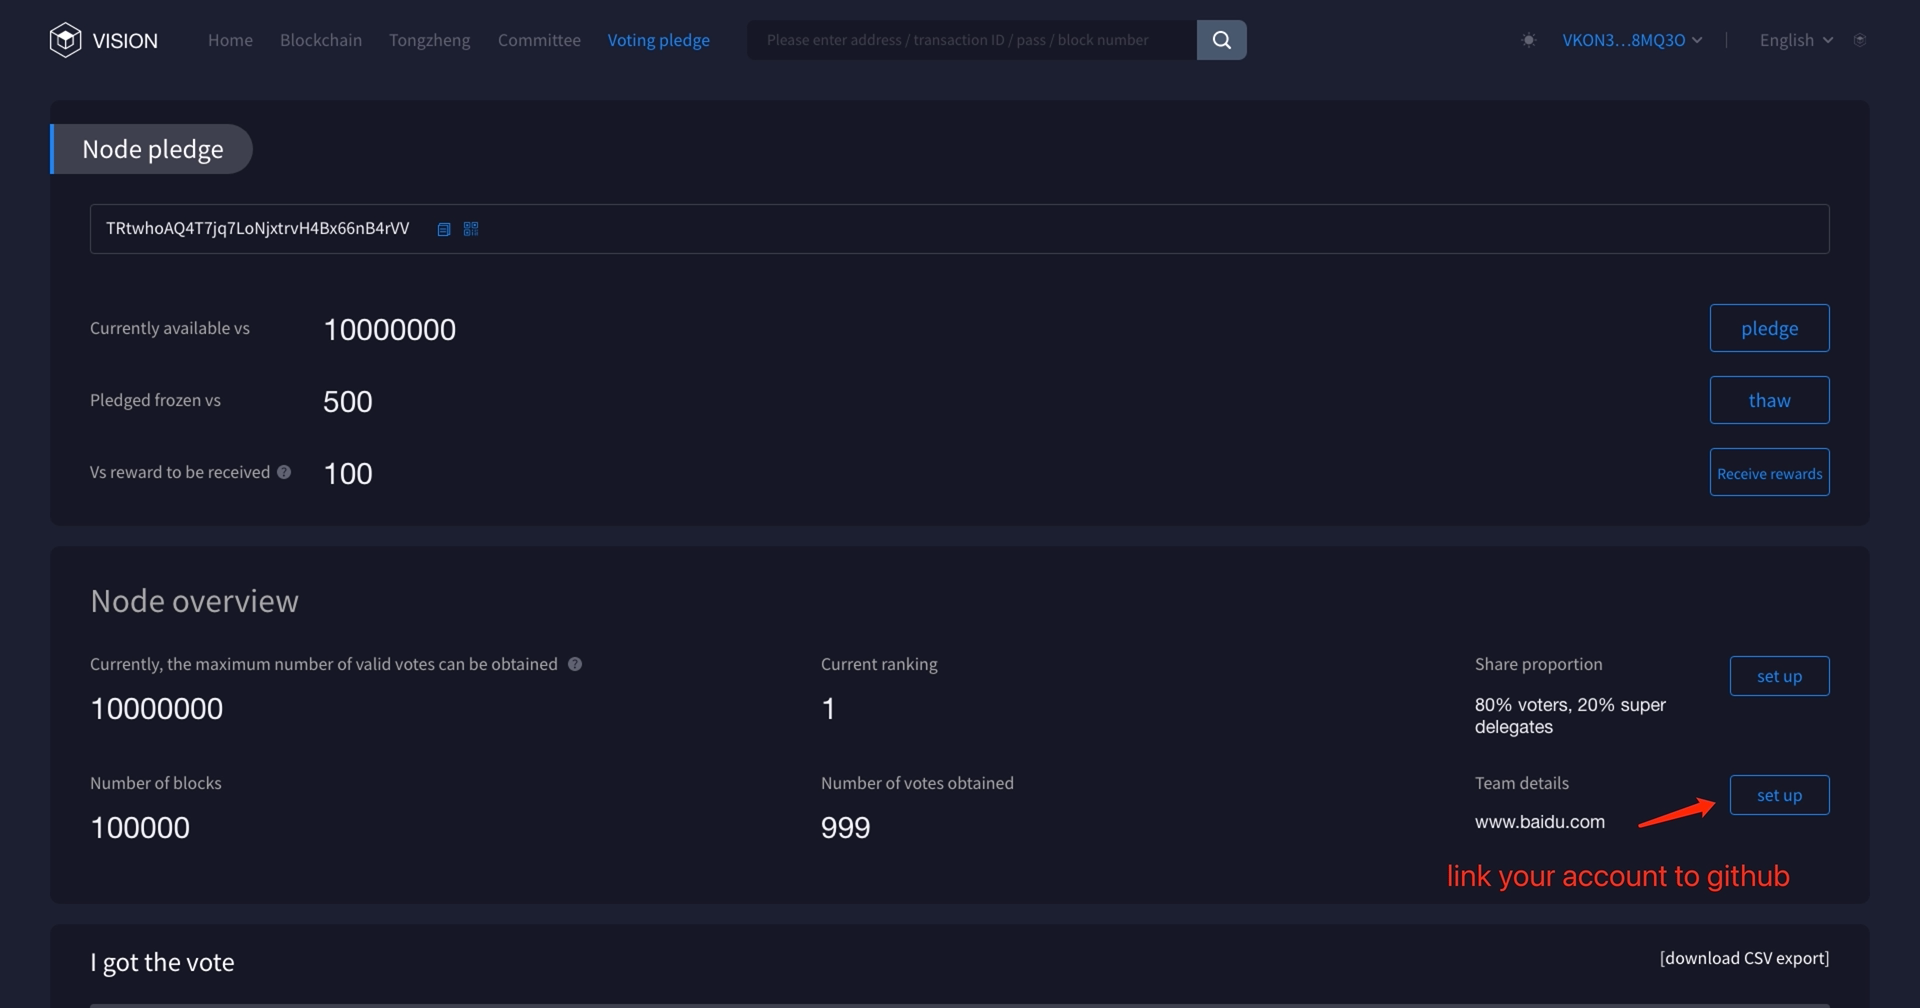 VISION
Home Blockchain Tongzheng Committee Voting pledge
Please enter address / transaction ID / pass / block number
VKON3...8MQ3O
English
Node pledge
TRtwhoAQ4T7jq7LoNjxtrvH4Bx66nB4rVV
Currently available vs 10000000 pledge
Pledged frozen vs 500 thaw
Vs reward to be received 100 Receive rewards
Node overview
Currently, the maximum number of valid votes can be obtained
10000000
Current ranking
1
Share proportion
80% voters, 20% super
delegates
set up
Number of blocks
100000
Number of votes obtained
999
Team details
www.baidu.com
set up
link your account to github
I got the vote
[download CSV export]